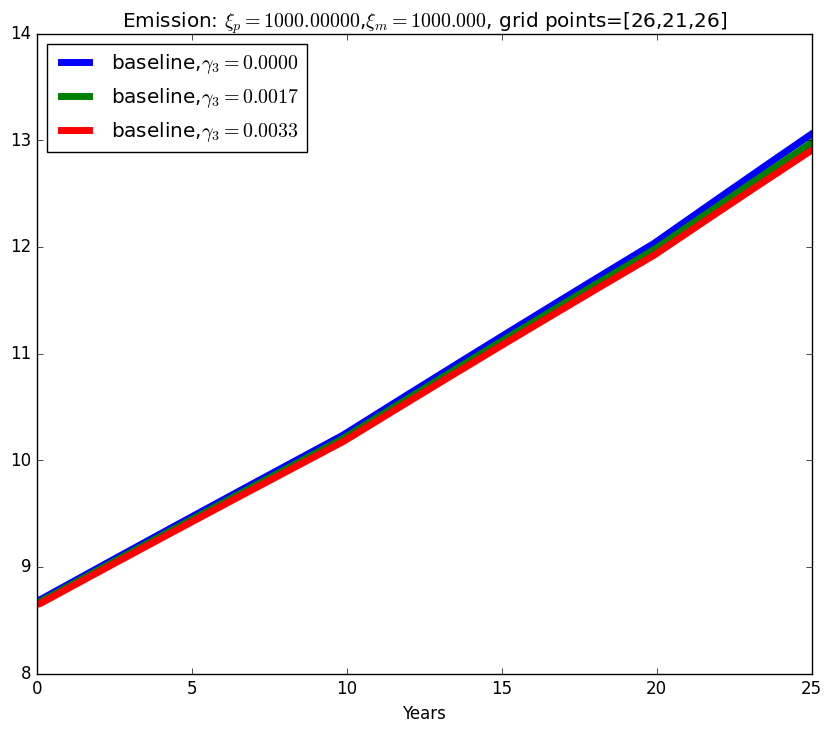 Emission: ξ_p = 1000.00000,ξ_m = 1000.000, grid points=[26,21,26]
baseline,γ_3 = 0.0000
baseline,γ_3 = 0.0017
baseline,γ_3 = 0.0033
14
13
12
11
10
9
8
0 5 10 15 20 25
Years